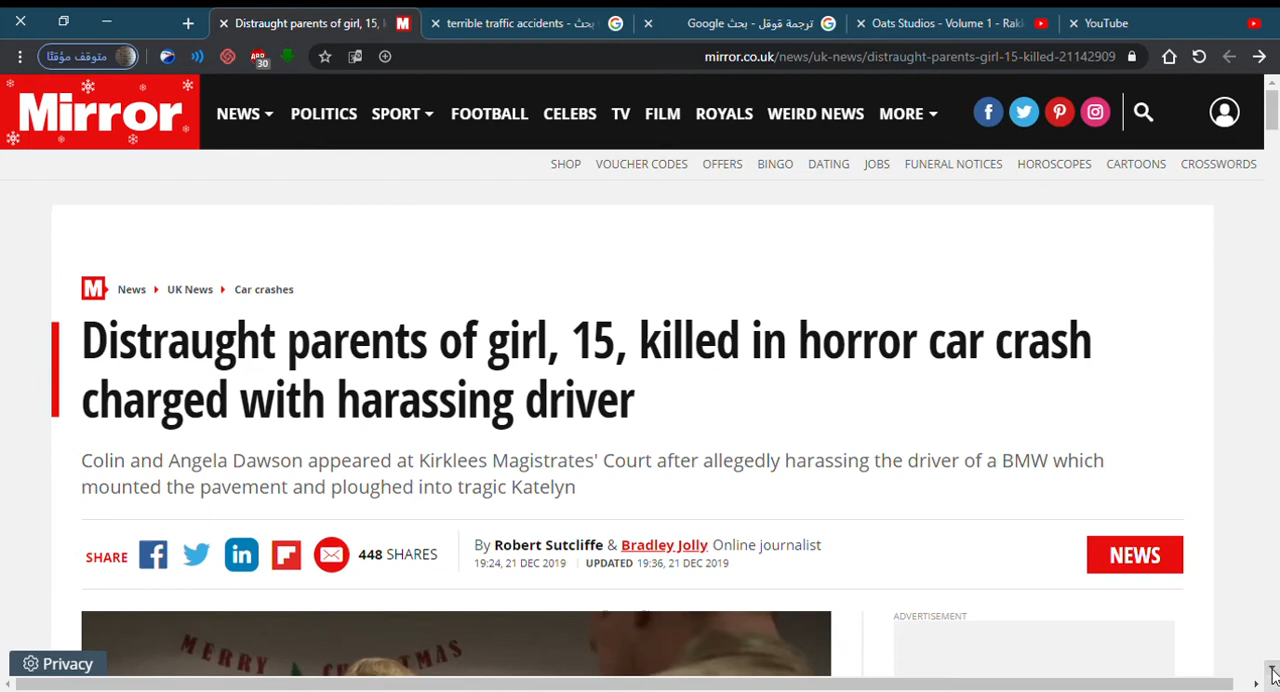 Distraught parents of girl, 15,
terrible traffic accidents - بحث
ترجمة قوقل - بحث Google
Oats Studios - Volume 1 - Rak
YouTube
متوقف مؤقتًا
30
mirror.co.uk/news/uk-news/distraught-parents-girl-15-killed-21142909
Mirror
NEWS POLITICS SPORT FOOTBALL CELEBS TV FILM ROYALS WEIRD NEWS MORE
SHOP VOUCHER CODES OFFERS BINGO DATING JOBS FUNERAL NOTICES HOROSCOPES CARTOONS CROSSWORDS
M News UK News Car crashes
Distraught parents of girl, 15, killed in horror car crash
charged with harassing driver
Colin and Angela Dawson appeared at Kirklees Magistrates' Court after allegedly harassing the driver of a BMW which
mounted the pavement and ploughed into tragic Katelyn
SHARE 448 SHARES
By Robert Sutcliffe & Bradley Jolly Online journalist
19:24, 21 DEC 2019 UPDATED 19:36, 21 DEC 2019
NEWS
ADVERTISEMENT
MERRY CHRISTMAS
Privacy